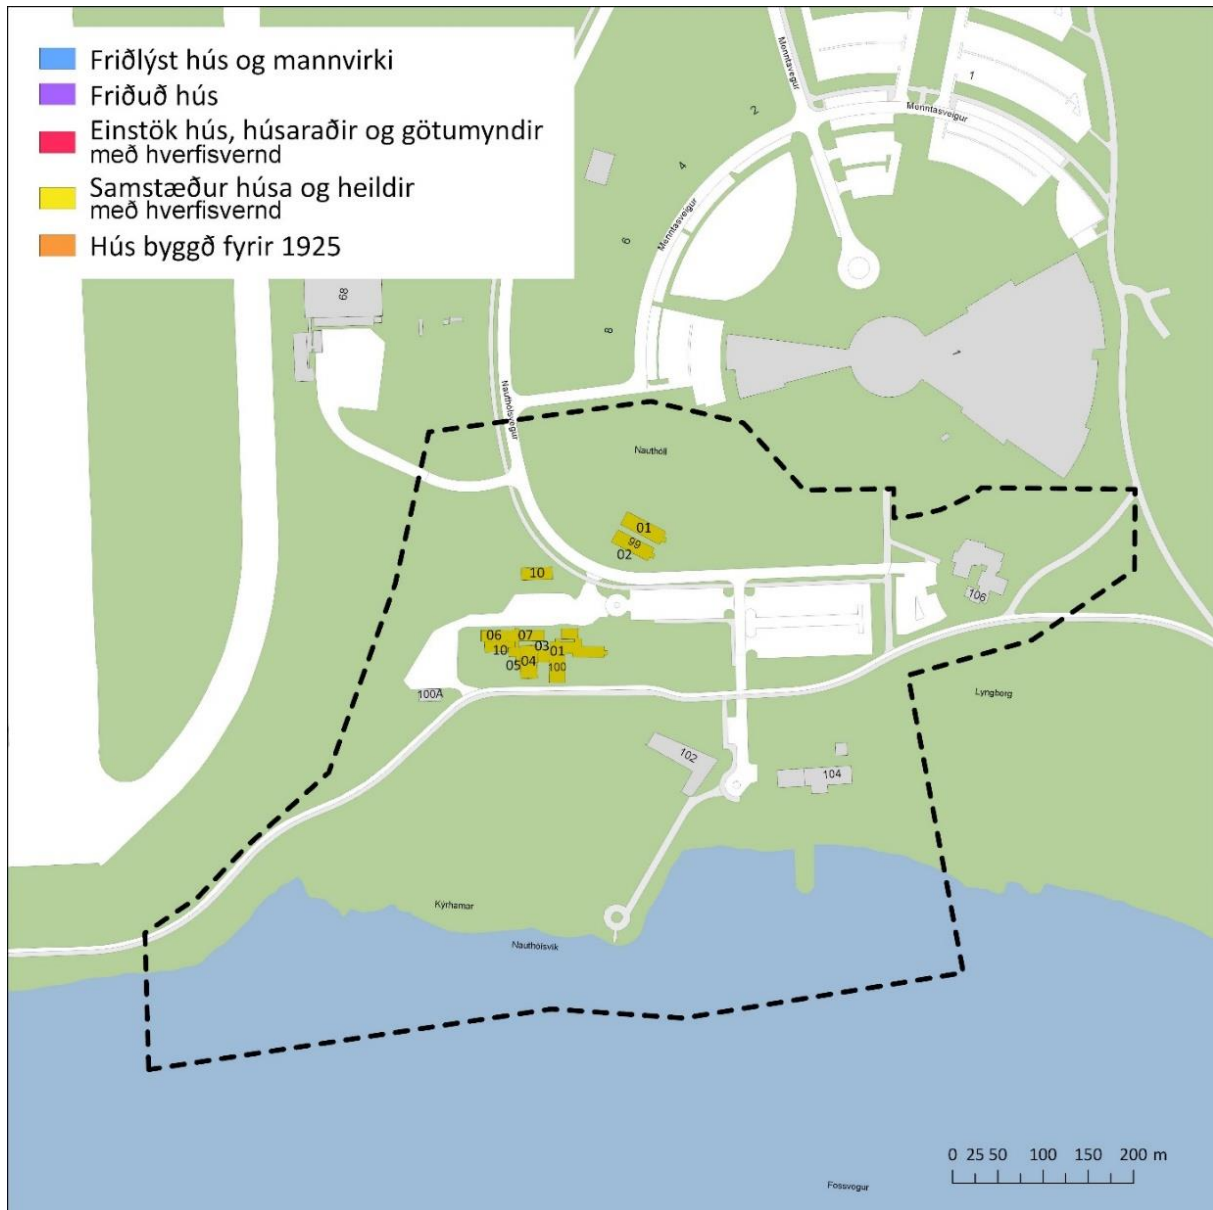 Friðlýst hús og mannvirki
Friðuð hús
Einstök hús, húsaraðir og götumyndir
með hverfisvernd
Samstæður húsa og heildir
með hverfisvernd
Hús byggð fyrir 1925
Menntavegur
1
Menntasveigur
2
4
Menntasveigur
6
68
8
1
Nauthólsvegur
Nauthóll
01
99
02
10
106
06
07
03
10
01
05
04
100
100A
Lyngberg
102
104
Kýrhamar
Nauthólsvík
0 25 50 100 150 200 m
Fossvogur